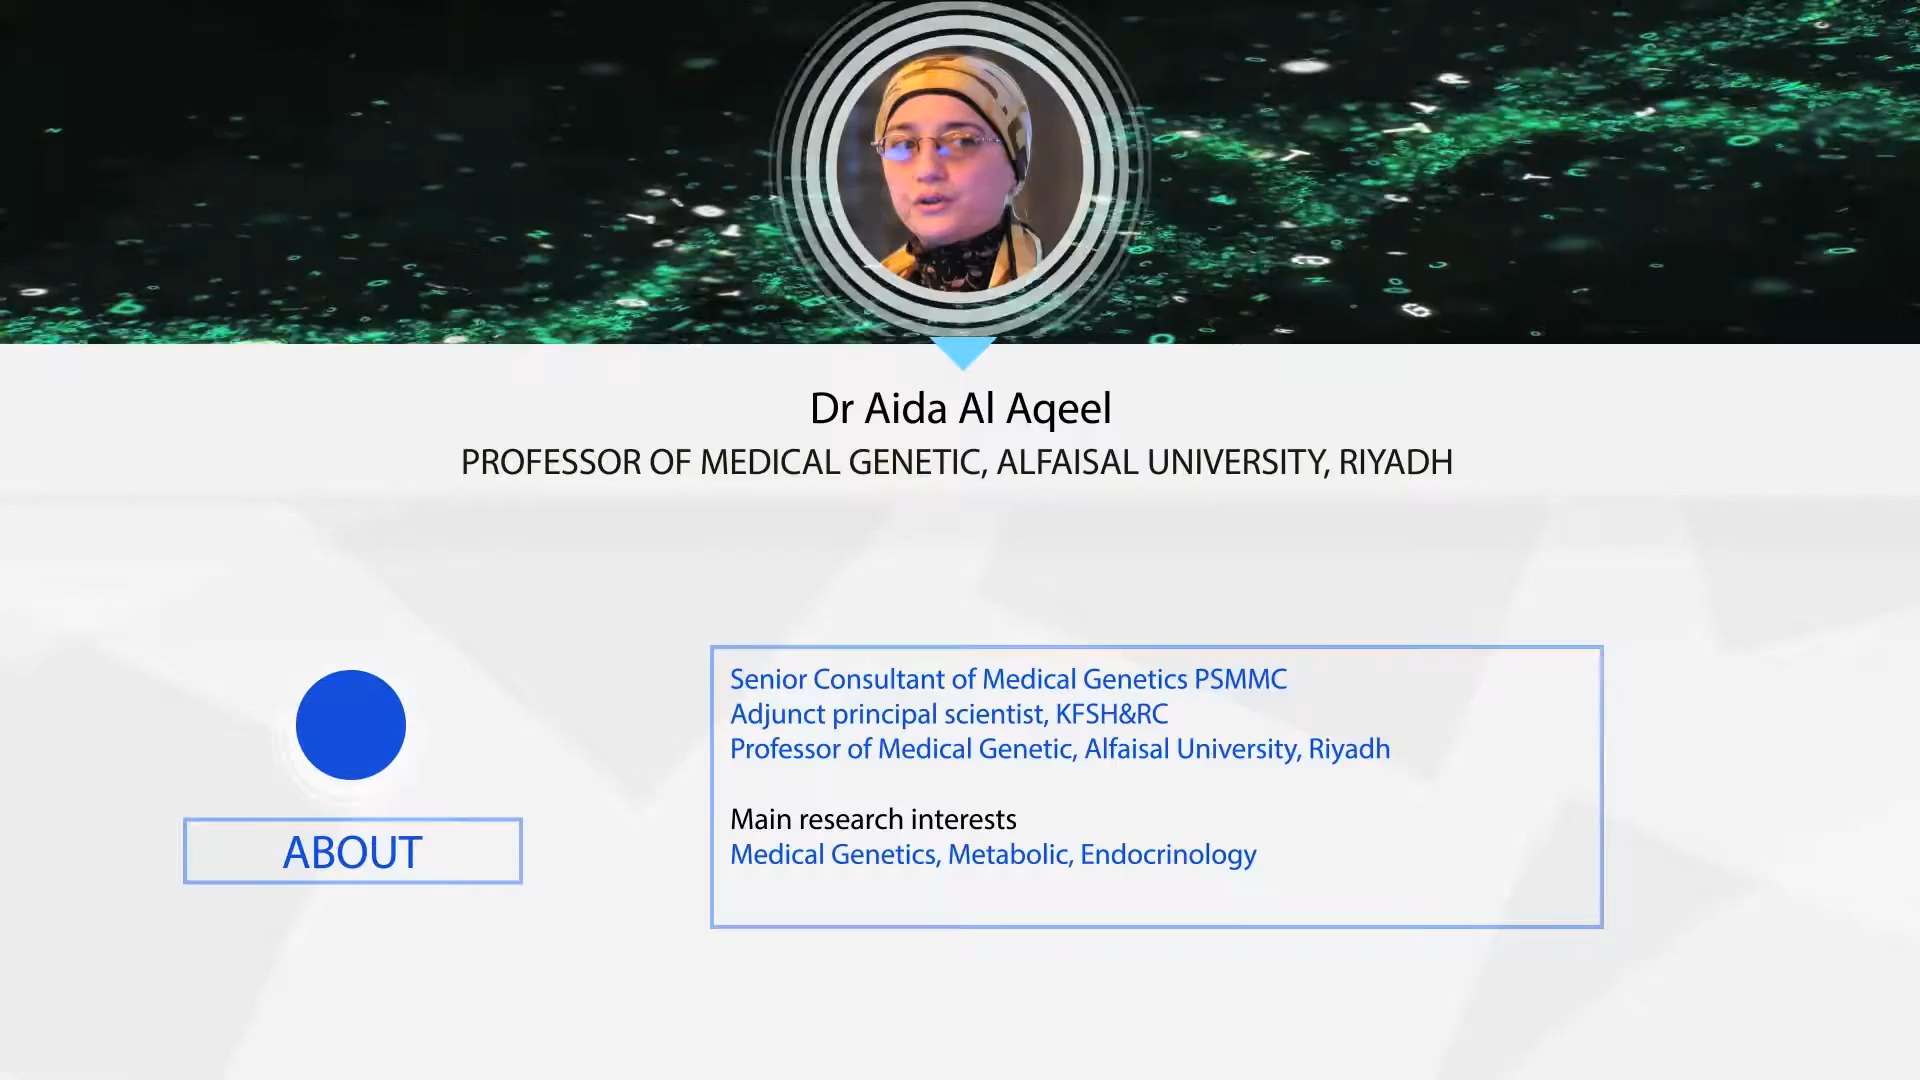 Dr Aida Al Aqeel
PROFESSOR OF MEDICAL GENETIC, ALFAISAL UNIVERSITY, RIYADH
ABOUT
Senior Consultant of Medical Genetics PSMMC
Adjunct principal scientist, KFSH&RC
Professor of Medical Genetic, Alfaisal University, Riyadh
Main research interests
Medical Genetics, Metabolic, Endocrinology